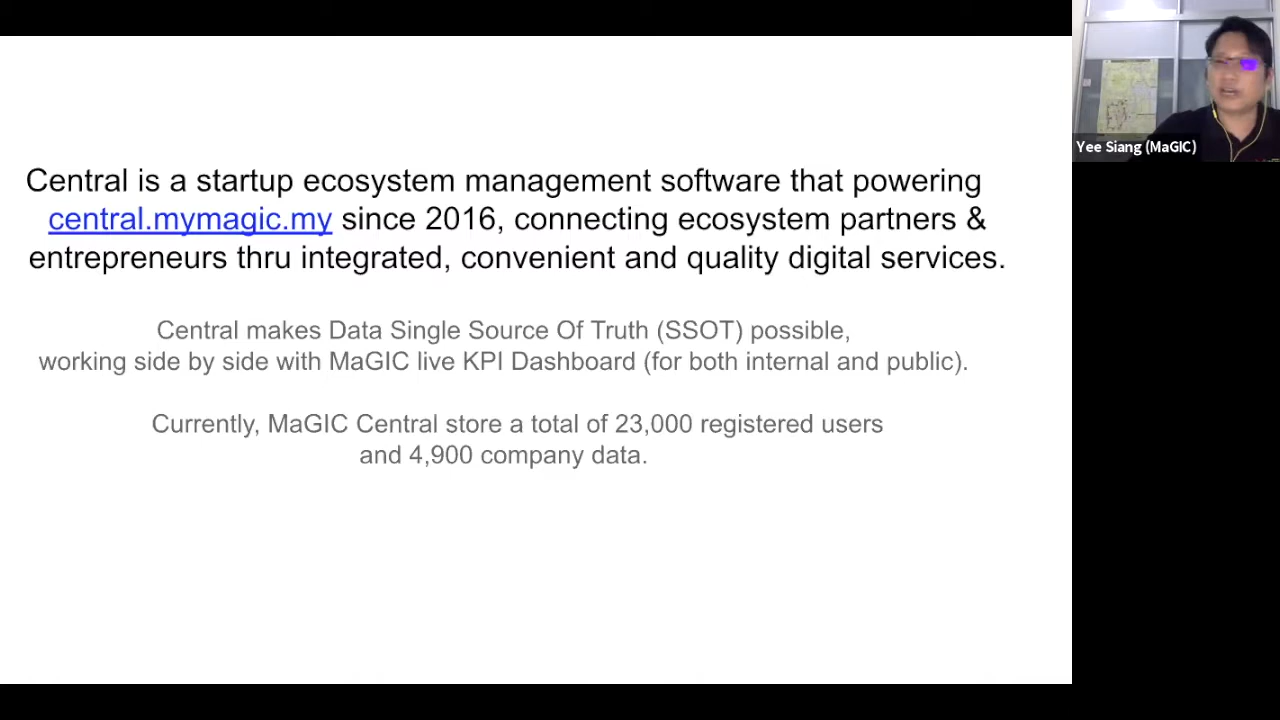 Central is a startup ecosystem management software that powering
central.mymagic.my since 2016, connecting ecosystem partners &
entrepreneurs thru integrated, convenient and quality digital services.
Central makes Data Single Source Of Truth (SSOT) possible,
working side by side with MaGIC live KPI Dashboard (for both internal and public).
Currently, MaGIC Central store a total of 23,000 registered users
and 4,900 company data.
Yee Siang (MaGIC)